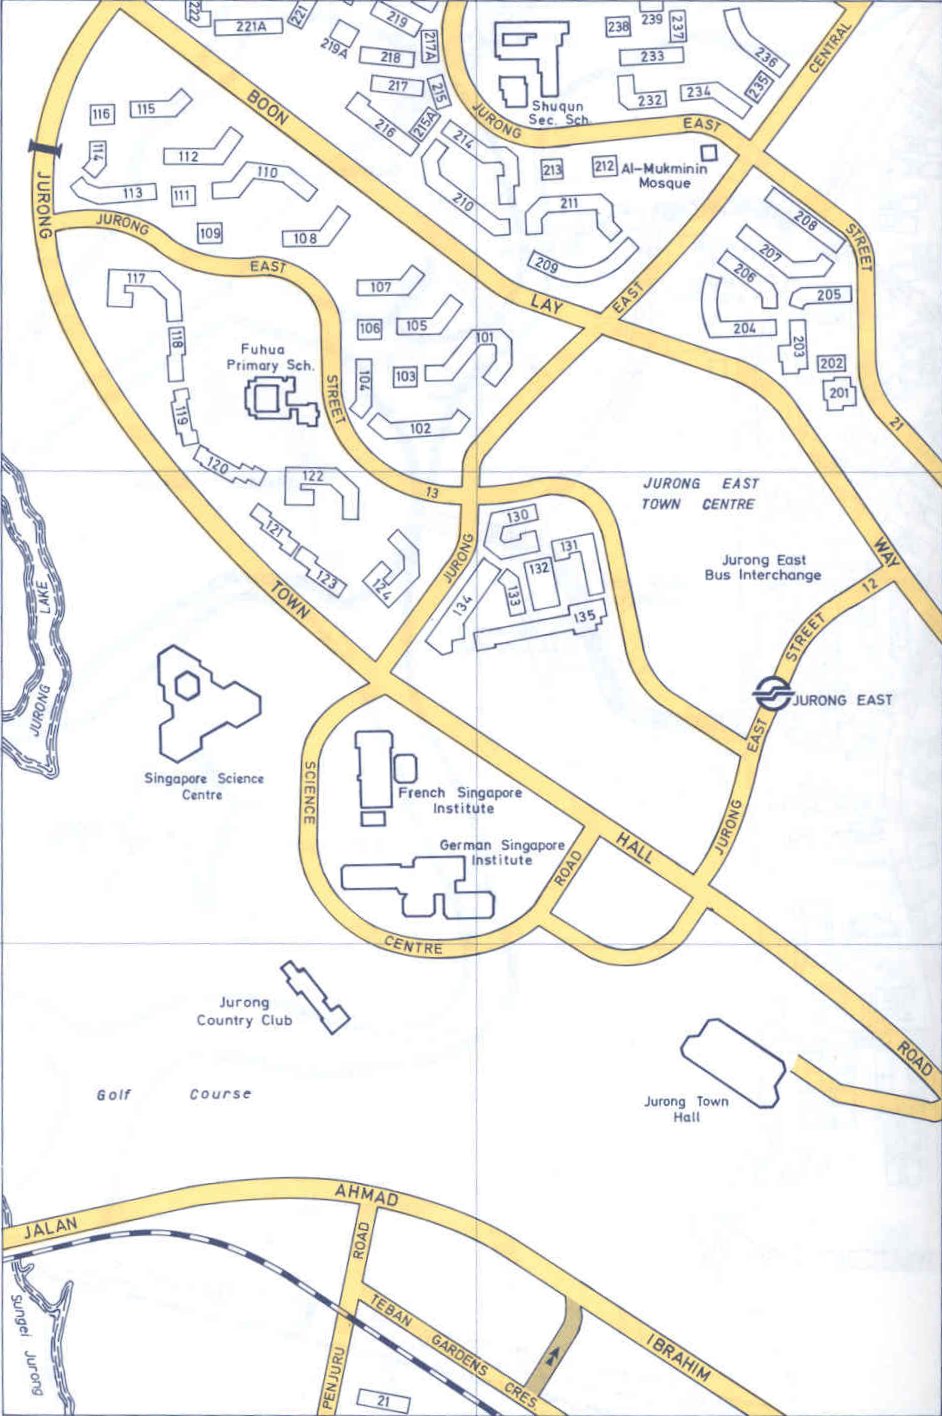 222
221A
221
219
219A
217A
218
217
215
216
215A
214
238
239
237
233
236
232
234
235
CENTRAL
Shuqun
Sec. Sch.
JURONG
EAST
BOON
116
115
114
112
110
113
111
213
212
Al-Mukminin
Mosque
210
211
208
STREET
JURONG
JURONG
109
108
EAST
209
207
206
205
117
107
LAY
EAST
204
106
105
101
118
203
Fuhua
Primary Sch.
202
104
103
STREET
201
119
102
21
120
122
13
JURONG EAST
TOWN CENTRE
130
121
JURONG
131
WAY
Jurong East
Bus Interchange
123
124
132
133
134
135
12
STREET
LAKE
JURONG
TOWN
JURONG EAST
EAST
Singapore Science
Centre
SCIENCE
French Singapore
Institute
JURONG
HALL
German Singapore
Institute
ROAD
CENTRE
Jurong
Country Club
Golf Course
ROAD
Jurong Town
Hall
JALAN
AHMAD
ROAD
Sungei Jurong
TEBAN
GARDENS
CRES.
IBRAHIM
PENJURU
21